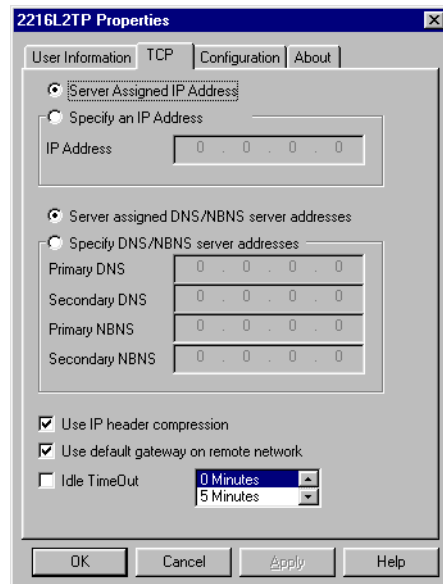 2216L2TP Properties
User Information TCP Configuration About
Server Assigned IP Address
Specify an IP Address
IP Address 0 . 0 . 0 . 0
Server assigned DNS/NBNS server addresses
Specify DNS/NBNS server addresses
Primary DNS 0 . 0 . 0 . 0
Secondary DNS 0 . 0 . 0 . 0
Primary NBNS 0 . 0 . 0 . 0
Secondary NBNS 0 . 0 . 0 . 0
Use IP header compression
Use default gateway on remote network
Idle TimeOut 0 Minutes
5 Minutes
OK Cancel Apply Help